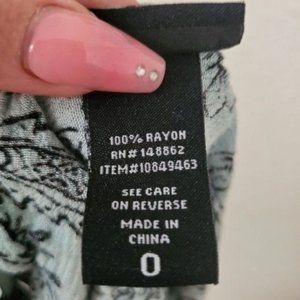 100% RAYON
RN# 148862
ITEM#10849463
SEE CARE
ON REVERSE
MADE IN
CHINA
0